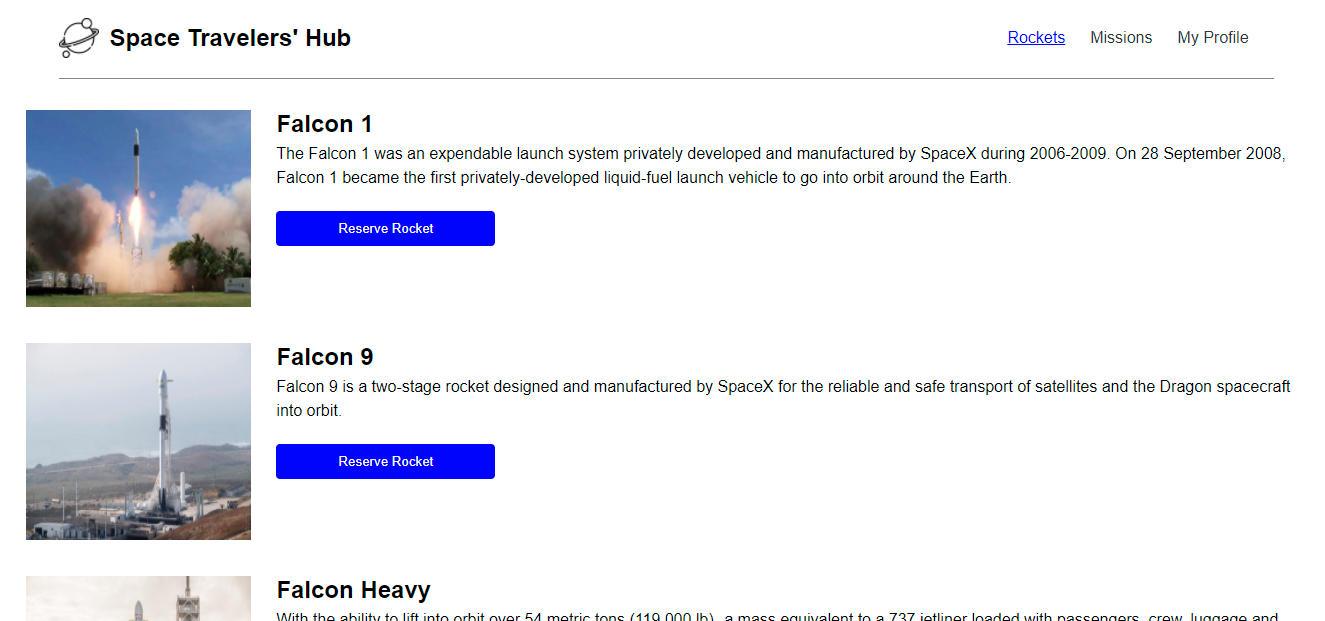 Space Travelers' Hub
Rockets Missions My Profile
Falcon 1
The Falcon 1 was an expendable launch system privately developed and manufactured by SpaceX during 2006-2009. On 28 September 2008,
Falcon 1 became the first privately-developed liquid-fuel launch vehicle to go into orbit around the Earth.
Reserve Rocket
Falcon 9
Falcon 9 is a two-stage rocket designed and manufactured by SpaceX for the reliable and safe transport of satellites and the Dragon spacecraft
into orbit.
Reserve Rocket
Falcon Heavy
With the ability to lift into orbit over 54 metric tons (119,000 lb), a mass equivalent to a 737 jetliner loaded with passengers, crew, luggage and